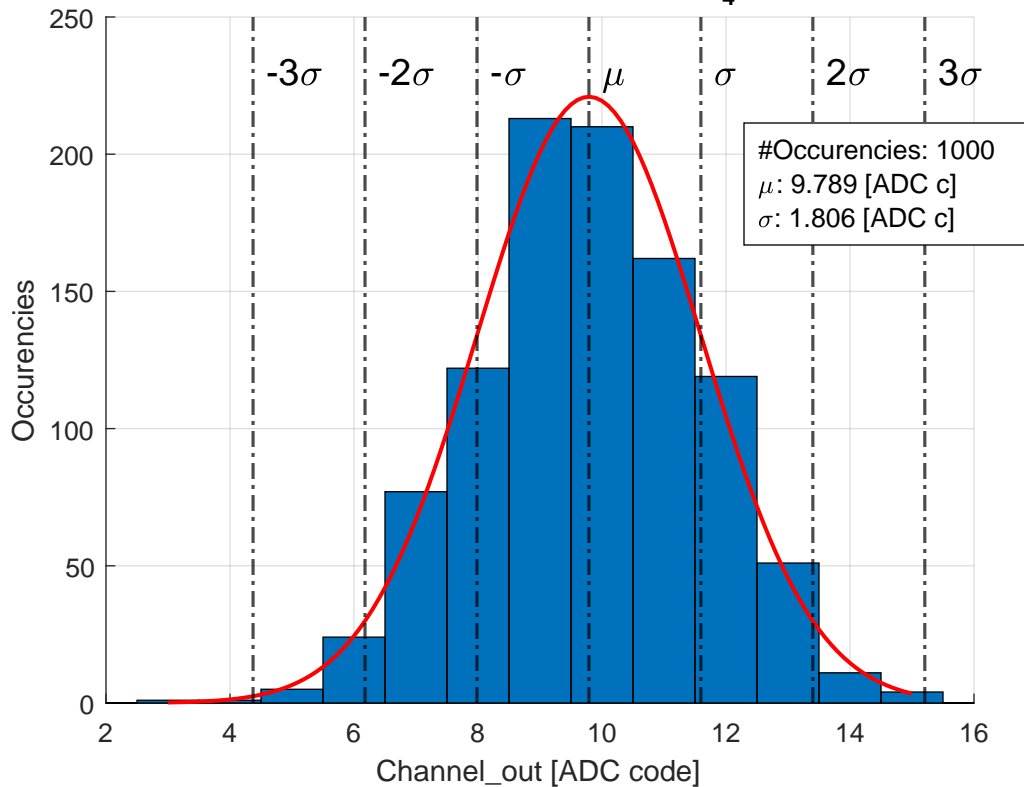 4
250
200
150
100
50
0
-3σ -2σ -σ μ σ 2σ 3σ
#Occurencies: 1000
μ: 9.789 [ADC c]
σ: 1.806 [ADC c]
Occurencies
2 4 6 8 10 12 14 16
Channel_out [ADC code]